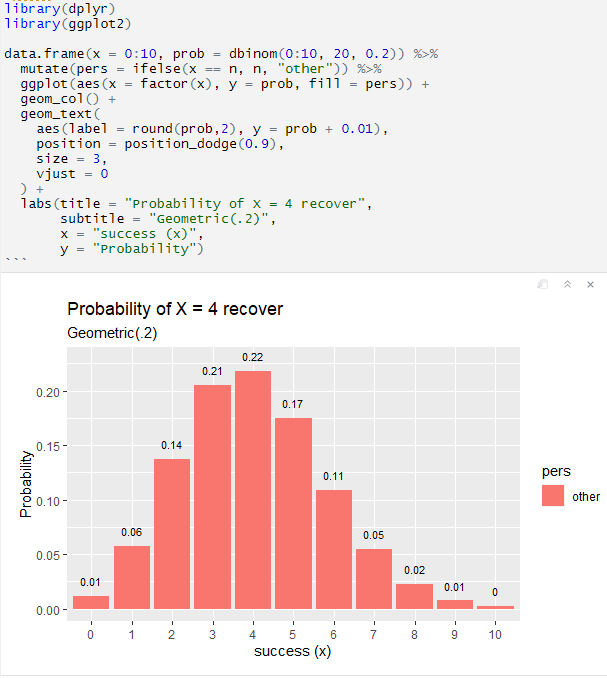 library(dplyr)
library(ggplot2)
data.frame(x = 0:10, prob = dbinom(0:10, 20, 0.2)) %>%
  mutate(pers = ifelse(x == n, n, "other")) %>%
  ggplot(aes(x = factor(x), y = prob, fill = pers)) +
  geom_col() +
  geom_text(
    aes(label = round(prob,2), y = prob + 0.01),
    position = position_dodge(0.9),
    size = 3,
    vjust = 0
  ) +
  labs(title = "Probability of X = 4 recover",
       subtitle = "Geometric(.2)",
       x = "success (x)",
       y = "Probability")
```
Probability of X = 4 recover
Geometric(.2)
0.01
0.06
0.14
0.21
0.22
0.17
0.11
0.05
0.02
0.01
0
0.20
0.15
0.10
0.05
0.00
Probability
0 1 2 3 4 5 6 7 8 9 10
success (x)
pers
other